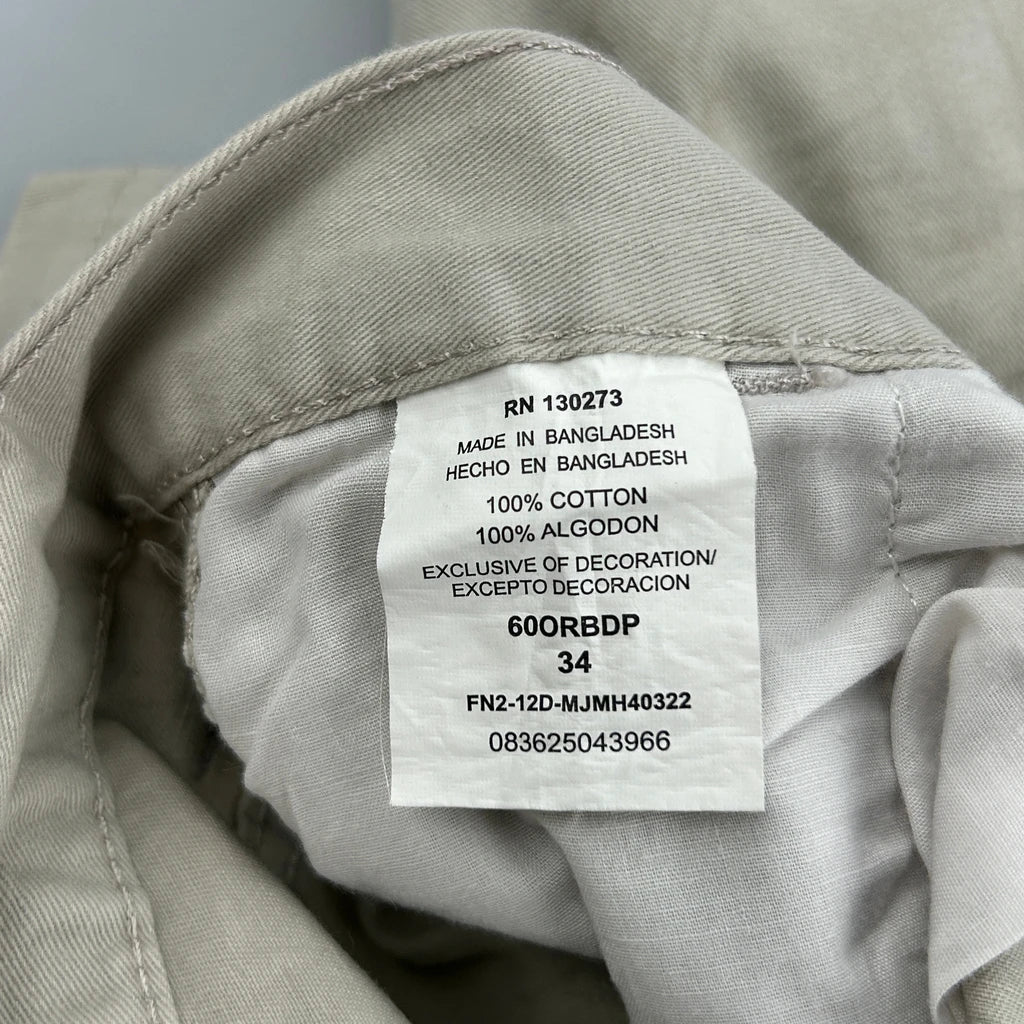 RN 130273
MADE IN BANGLADESH
HECHO EN BANGLADESH
100% COTTON
100% ALGODON
EXCLUSIVE OF DECORATION/
EXCEPTO DECORACION
60ORBDP
34
FN2-12D-MJMH40322
083625043966